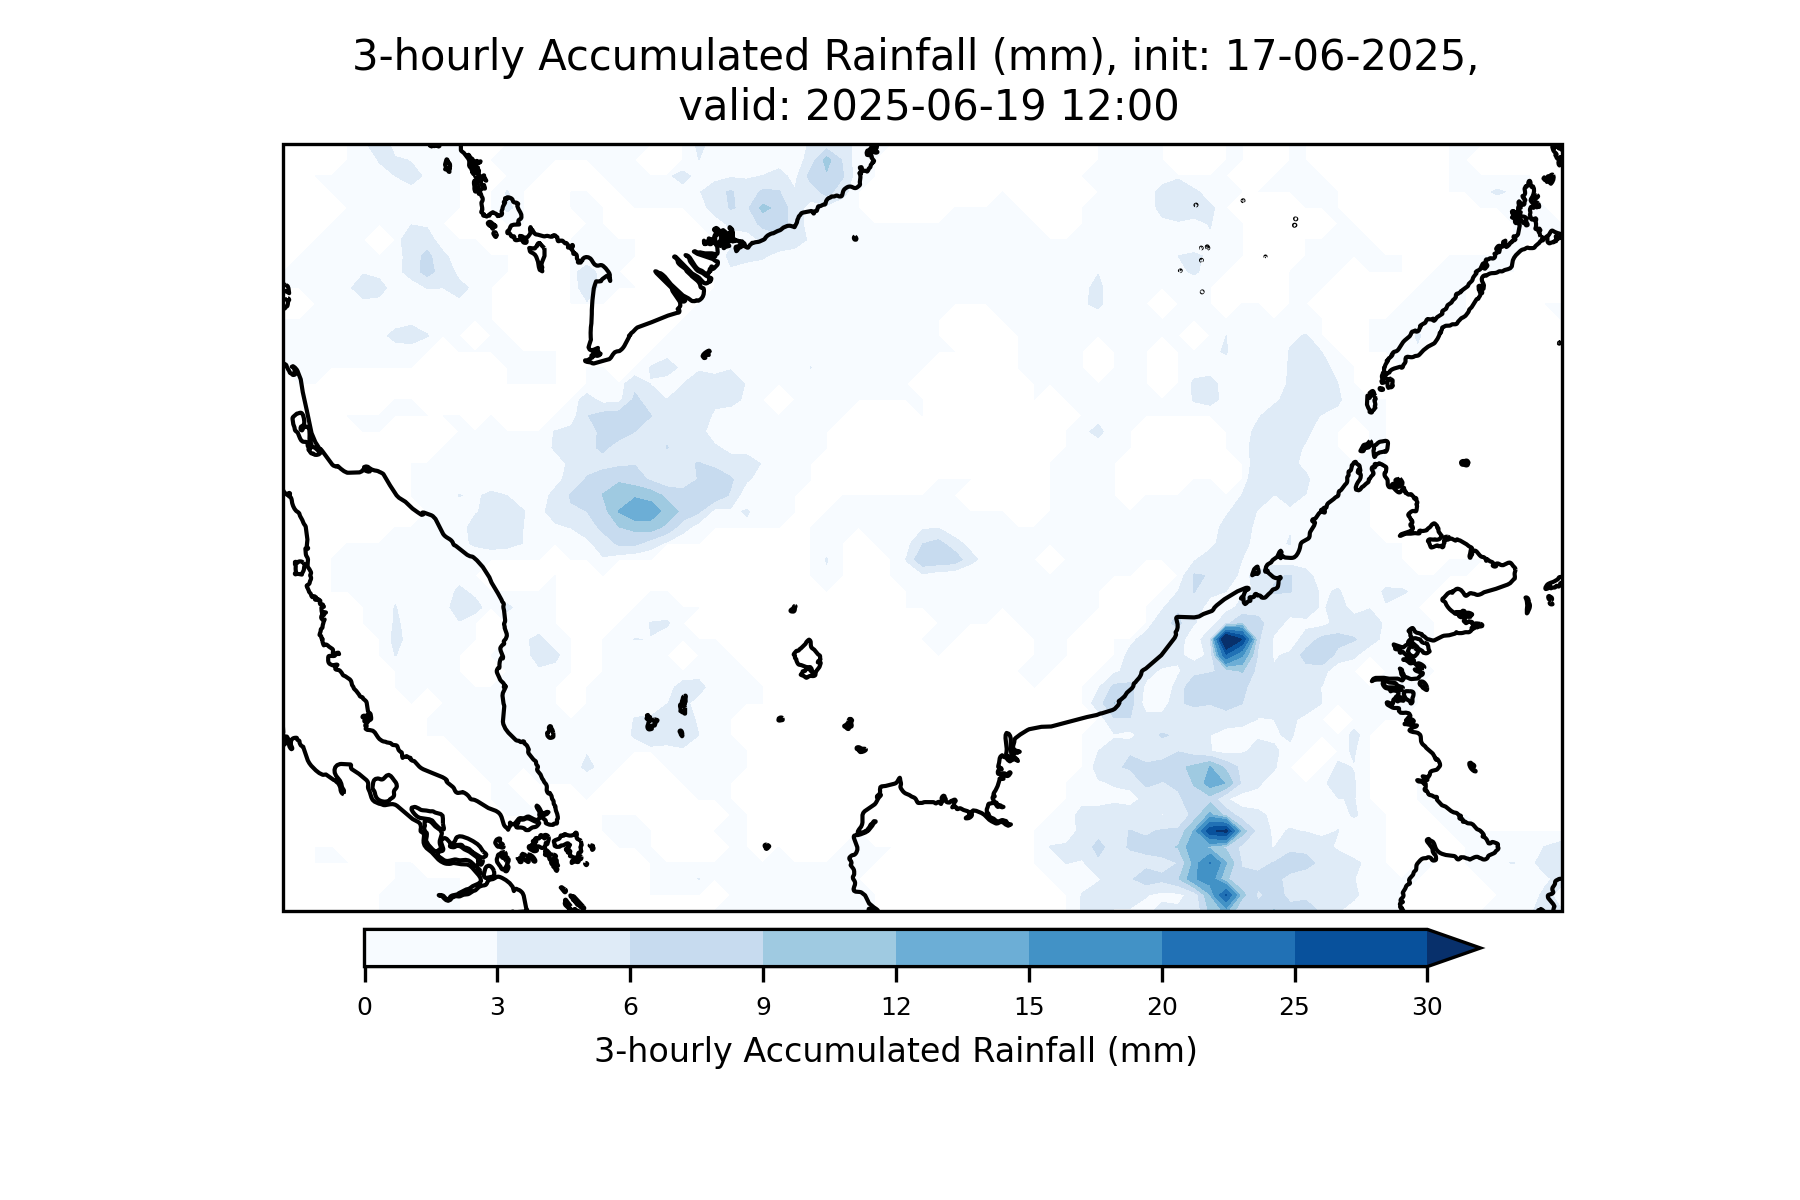 3-hourly Accumulated Rainfall (mm), init: 17-06-2025,
valid: 2025-06-19 12:00
0 3 6 9 12 15 20 25 30
3-hourly Accumulated Rainfall (mm)